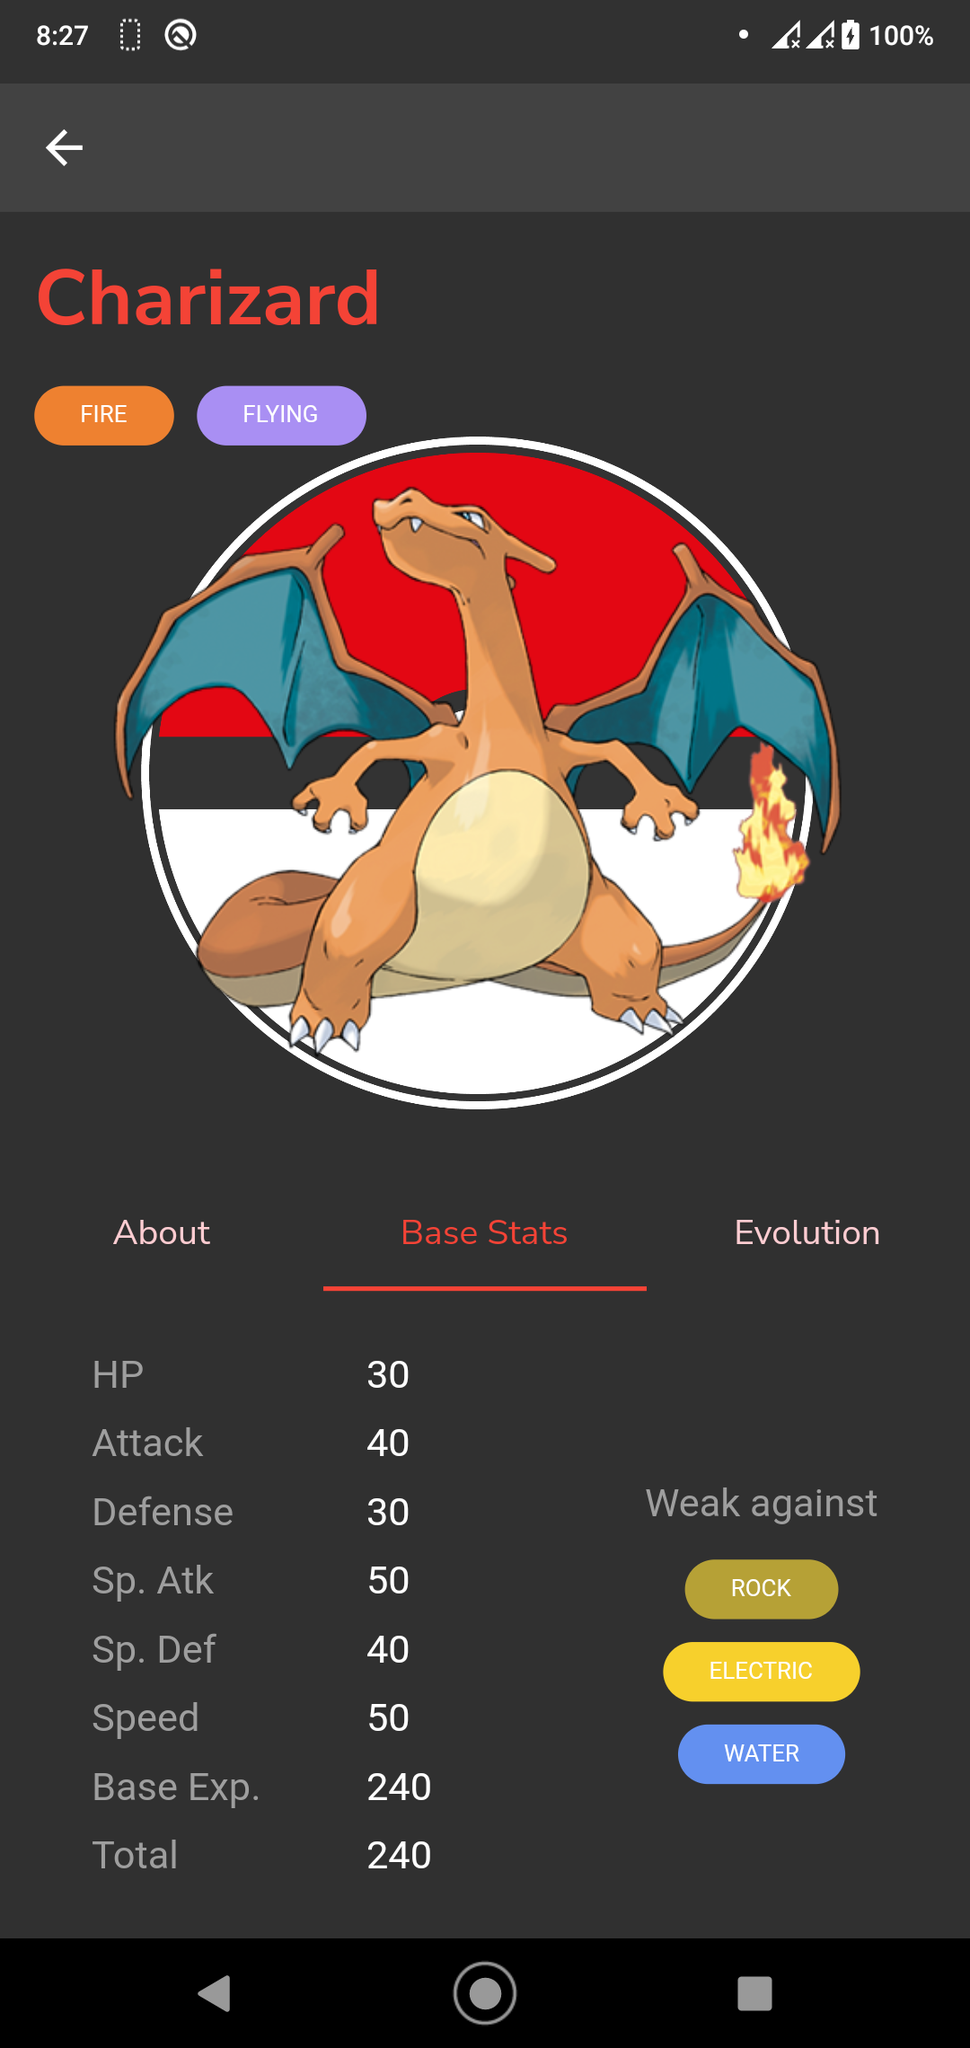 8:27 100%
Charizard
FIRE FLYING
About Base Stats Evolution
HP 30
Attack 40
Defense 30
Sp. Atk 50
Sp. Def 40
Speed 50
Base Exp. 240
Total 240
Weak against
ROCK
ELECTRIC
WATER